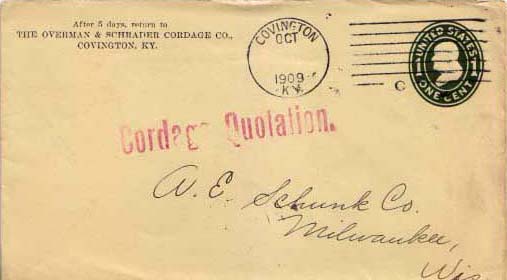 After 5 days, return to
THE OVERMAN & SCHRADER CORDAGE CO.,
COVINGTON, KY.
COVINGTON
OCT
1909
KY.
C
UNITED STATES
ONE CENT
Cordage Quotation.
A. E. Schunk Co.
Milwaukee,
Wis